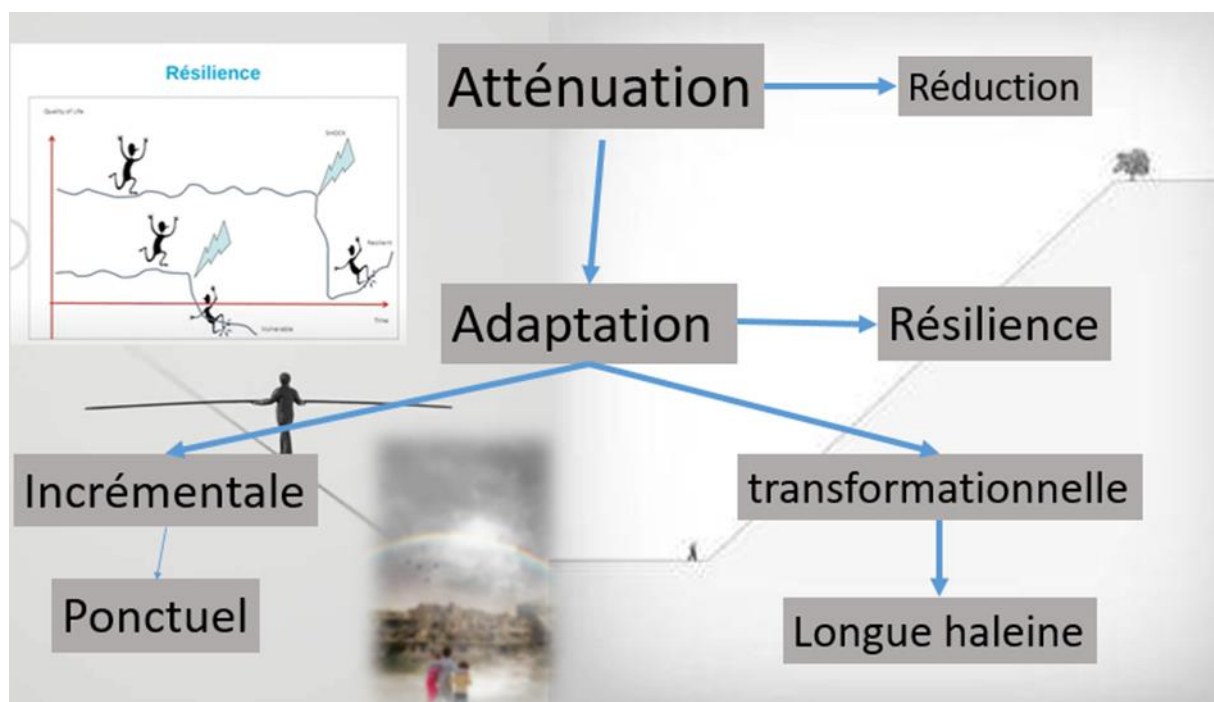 Résilience
Quality of Life
SHOCK
Resilient
Vulnerable
Time
Atténuation
Réduction
Adaptation
Résilience
Incrémentale
transformationnelle
Ponctuel
Longue haleine